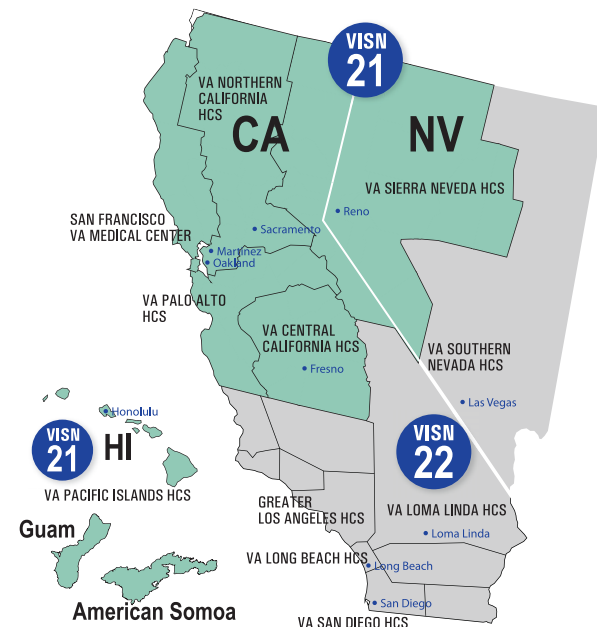 VISN
21
VA NORTHERN
CALIFORNIA
HCS
CA
NV
VA SIERRA NEVEDA HCS
Reno
SAN FRANCISCO
VA MEDICAL CENTER
Sacramento
Martinez
Oakland
VA PALO ALTO
HCS
VA CENTRAL
CALIFORNIA HCS
Fresno
VA SOUTHERN
NEVADA HCS
Las Vegas
Honolulu
VISN
21
HI
VA PACIFIC ISLANDS HCS
VISN
22
GREATER
LOS ANGELES HCS
VA LOMA LINDA HCS
Loma Linda
Guam
VA LONG BEACH HCS
Long Beach
American Somoa
San Diego
VA SAN DIEGO HCS